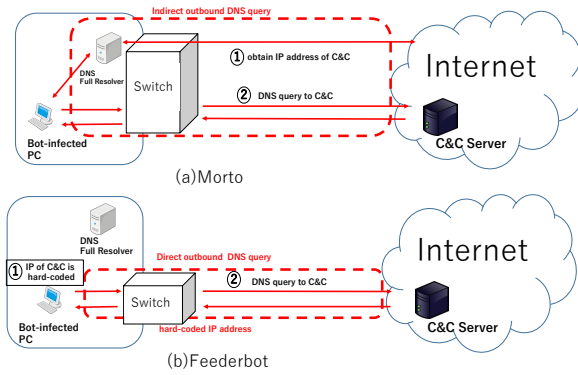 Indirect outbound DNS query
① obtain IP address of C&C
DNS
Full Resolver
Switch
Internet
② DNS query to C&C
Bot-infected
PC
C&C Server
(a)Morto
DNS
Full Resolver
① IP of C&C is
hard-coded
Direct outbound DNS query
② DNS query to C&C
Internet
Switch
Bot-infected
PC
hard-coded IP address
C&C Server
(b)Feederbot